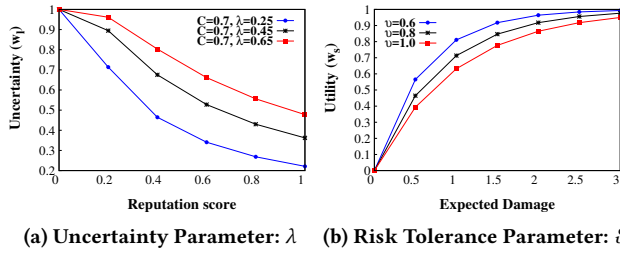 C=0.7, λ=0.25
C=0.7, λ=0.45
C=0.7, λ=0.65
Uncertainty (w_l)
1
0.9
0.8
0.7
0.6
0.5
0.4
0.3
0.2
0
0.2
0.4
0.6
0.8
1
Reputation score
(a) Uncertainty Parameter: λ
υ=0.6
υ=0.8
υ=1.0
Utility (w_s)
1
0.9
0.8
0.7
0.6
0.5
0.4
0.3
0.2
0.1
0
0
0.5
1
1.5
2
2.5
3
Expected Damage
(b) Risk Tolerance Parameter: